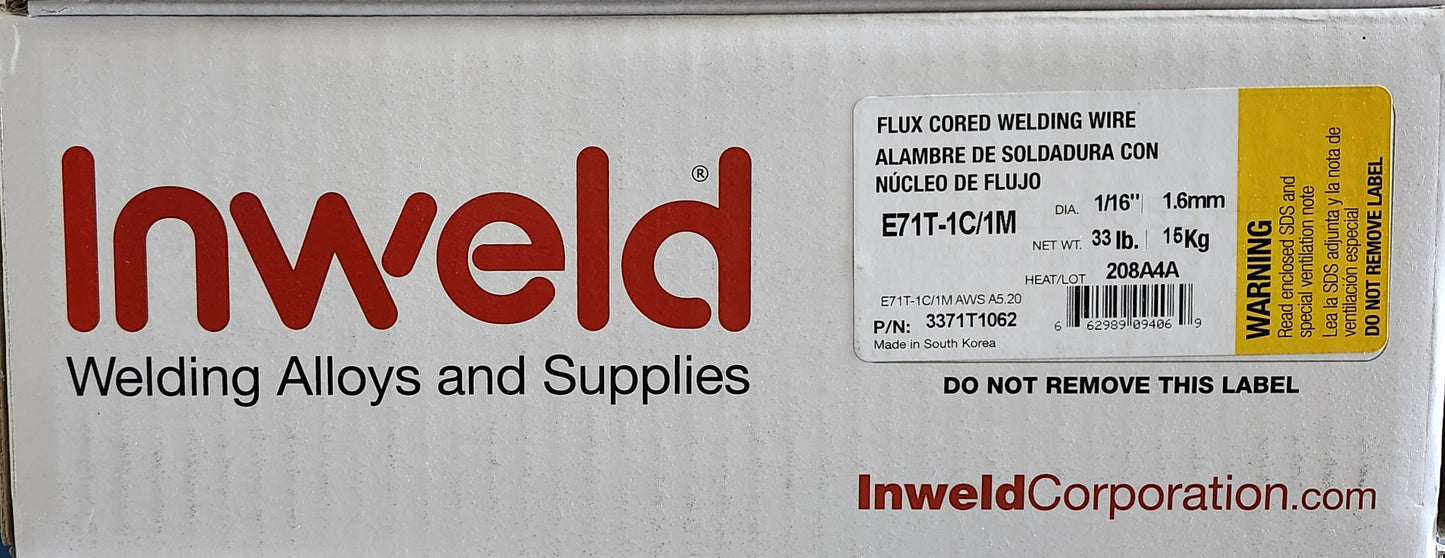 Inweld®
Welding Alloys and Supplies
FLUX CORED WELDING WIRE
ALAMBRE DE SOLDADURA CON
NÚCLEO DE FLUJO
E71T-1C/1M
DIA. 1/16" 1.6mm
NET WT. 33 lb. 15Kg
HEAT/LOT 208A4A
E71T-1C/1M AWS A5.20
P/N: 3371T1062
Made in South Korea
6 62989 09406 9
WARNING
Read enclosed SDS and
special ventilation note
Lea la SDS adjunta y la nota de
ventilación especial
DO NOT REMOVE LABEL
DO NOT REMOVE THIS LABEL
InweldCorporation.com